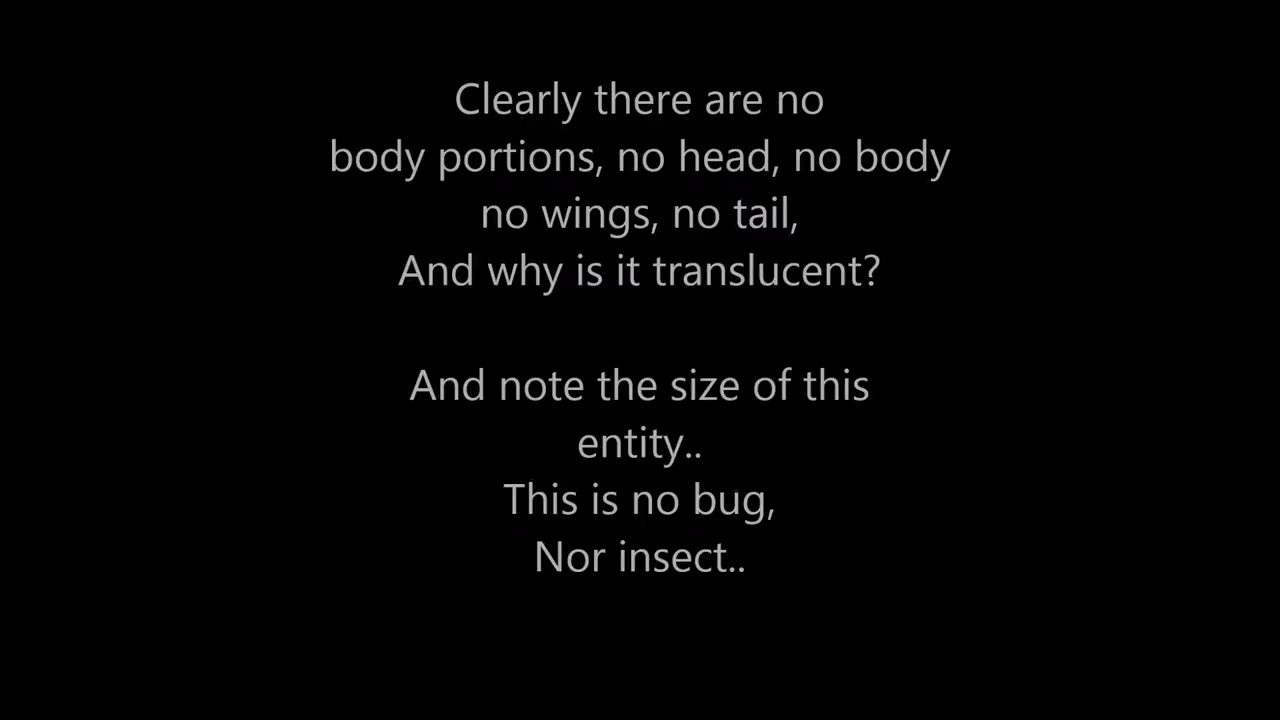 Clearly there are no
body portions, no head, no body
no wings, no tail,
And why is it translucent?
And note the size of this
entity..
This is no bug,
Nor insect..